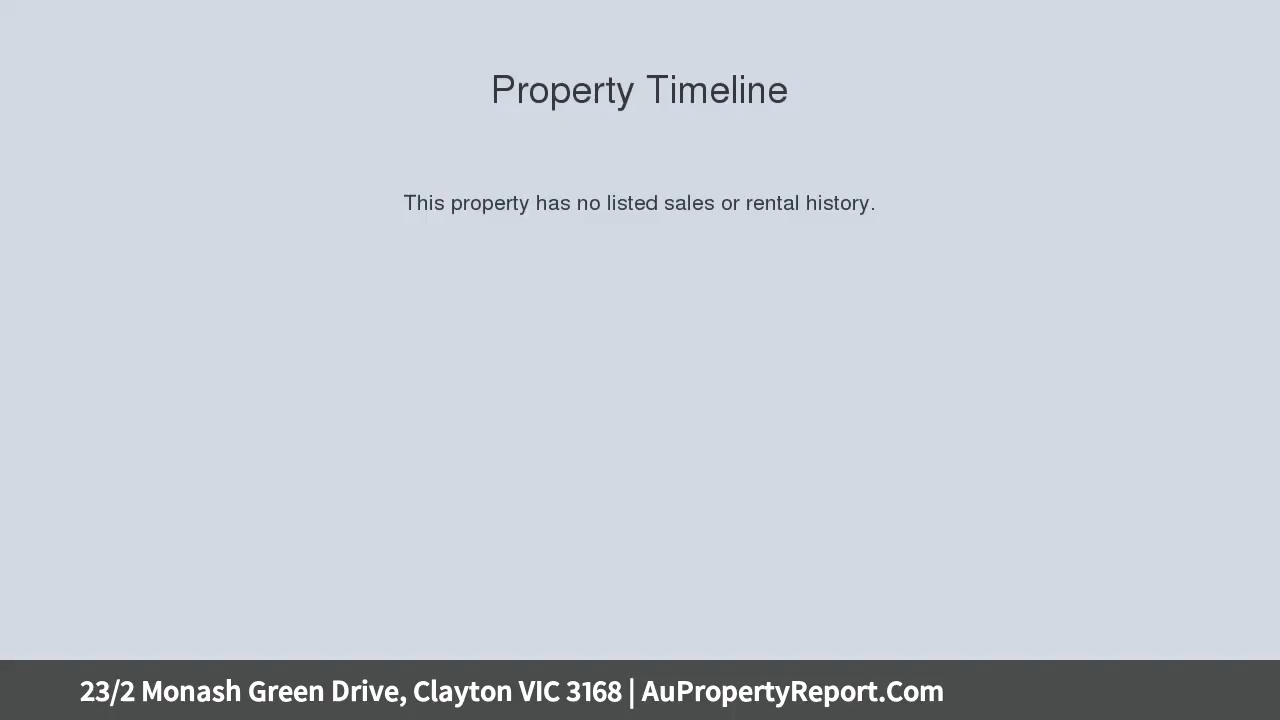 Property Timeline
This property has no listed sales or rental history.
23/2 Monash Green Drive, Clayton VIC 3168 | AuPropertyReport.Com